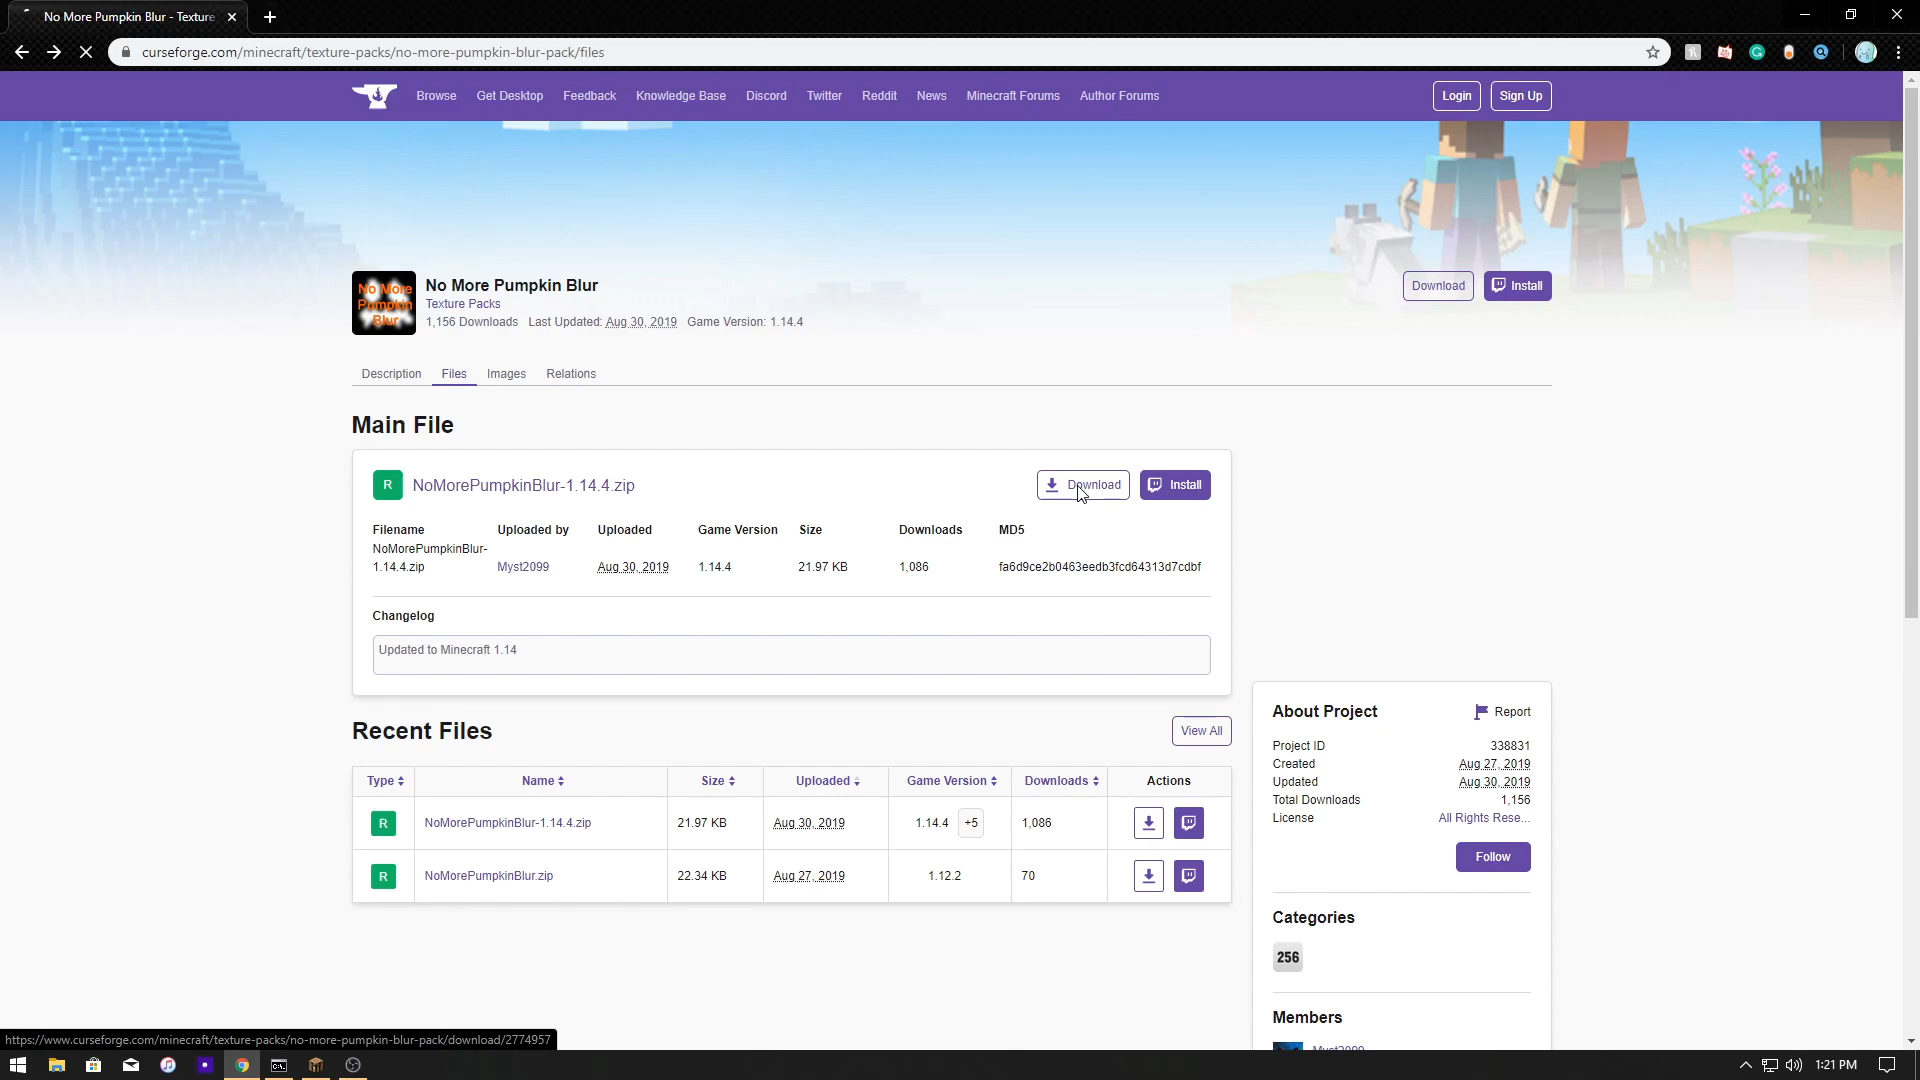 No More Pumpkin Blur - Texture
curseforge.com/minecraft/texture-packs/no-more-pumpkin-blur-pack/files
Browse Get Desktop Feedback Knowledge Base Discord Twitter Reddit News Minecraft Forums Author Forums Login Sign Up
No More Pumpkin Blur
No More Pumpkin Blur
Texture Packs
1,156 Downloads Last Updated: Aug 30, 2019 Game Version: 1.14.4
Download Install
Description Files Images Relations
Main File
R NoMorePumpkinBlur-1.14.4.zip Download Install
Filename Uploaded by Uploaded Game Version Size Downloads MD5
NoMorePumpkinBlur-
1.14.4.zip Myst2099 Aug 30, 2019 1.14.4 21.97 KB 1,086 fa6d9ce2b0463eedb3fcd64313d7cdbf
Changelog
Updated to Minecraft 1.14
Recent Files View All
Type Name Size Uploaded Game Version Downloads Actions
R NoMorePumpkinBlur-1.14.4.zip 21.97 KB Aug 30, 2019 1.14.4 +5 1,086
R NoMorePumpkinBlur.zip 22.34 KB Aug 27, 2019 1.12.2 70
About Project Report
Project ID 338831
Created Aug 27, 2019
Updated Aug 30, 2019
Total Downloads 1,156
License All Rights Rese...
Follow
Categories
256
Members
Myst2099
https://www.curseforge.com/minecraft/texture-packs/no-more-pumpkin-blur-pack/download/2774957
1:21 PM